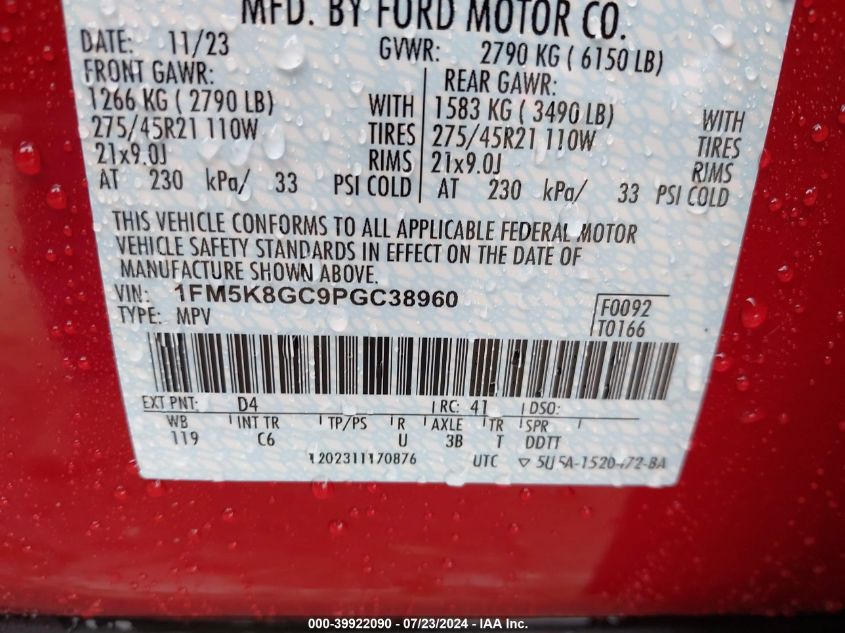 MFD. BY FORD MOTOR CO.
DATE: 11/23 GVWR: 2790 KG ( 6150 LB)
FRONT GAWR: REAR GAWR:
1266 KG ( 2790 LB) WITH 1583 KG ( 3490 LB) WITH
275/45R21 110W TIRES 275/45R21 110W TIRES
21x9.0J RIMS 21x9.0J RIMS
AT 230 kPa/ 33 PSI COLD AT 230 kPa/ 33 PSI COLD
THIS VEHICLE CONFORMS TO ALL APPLICABLE FEDERAL MOTOR
VEHICLE SAFETY STANDARDS IN EFFECT ON THE DATE OF
MANUFACTURE SHOWN ABOVE.
VIN: 1FM5K8GC9PGC38960 F0092
TYPE: MPV T0166
EXT PNT: D4 RC: 41 DSO:
WB INT TR TP/PS R AXLE TR SPR
119 C6 U 3B T DDTT
1202311170876 UTC ▽ 5U5A-1520472-BA
000-39922090 - 07/23/2024 - IAA Inc.